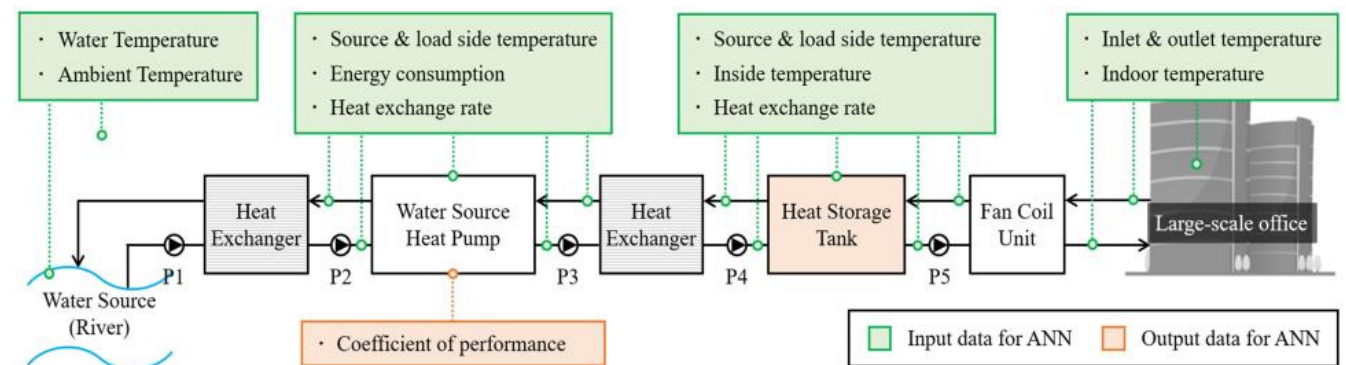 · Water Temperature
· Ambient Temperature
· Source & load side temperature
· Energy consumption
· Heat exchange rate
· Source & load side temperature
· Inside temperature
· Heat exchange rate
· Inlet & outlet temperature
· Indoor temperature
Heat
Exchanger
Water Source
Heat Pump
Heat
Exchanger
Heat Storage
Tank
Fan Coil
Unit
Large-scale office
P1
P2
P3
P4
P5
Water Source
(River)
· Coefficient of performance
Input data for ANN
Output data for ANN